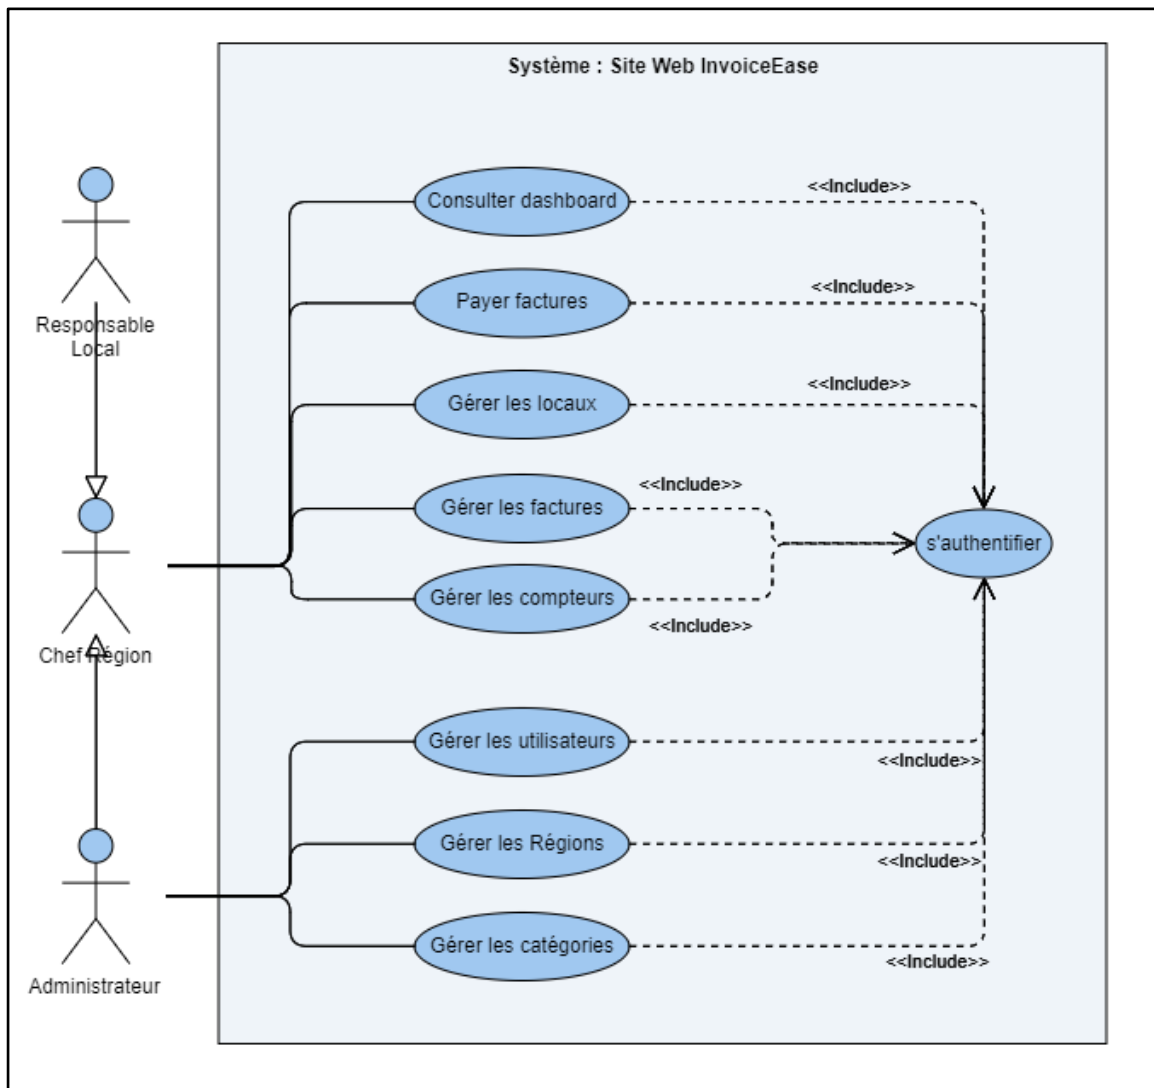 Système : Site Web InvoiceEase
Consulter dashboard
<<Include>>
Payer factures
<<Include>>
Responsable
Local
Gérer les locaux
<<Include>>
Gérer les factures
<<Include>>
s'authentifier
Gérer les compteurs
<<Include>>
Chef Région
Gérer les utilisateurs
<<Include>>
Gérer les Régions
<<Include>>
Gérer les catégories
<<Include>>
Administrateur